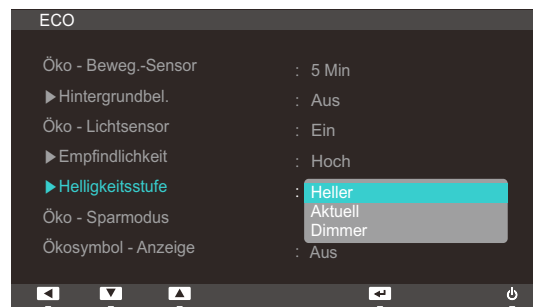 ECO
Öko - Beweg.-Sensor : 5 Min
▶Hintergrundbel. : Aus
Öko - Lichtsensor : Ein
▶Empfindlichkeit : Hoch
▶Helligkeitsstufe : Heller
Aktuell
Öko - Sparmodus
Dimmer
Ökosymbol - Anzeige : Aus